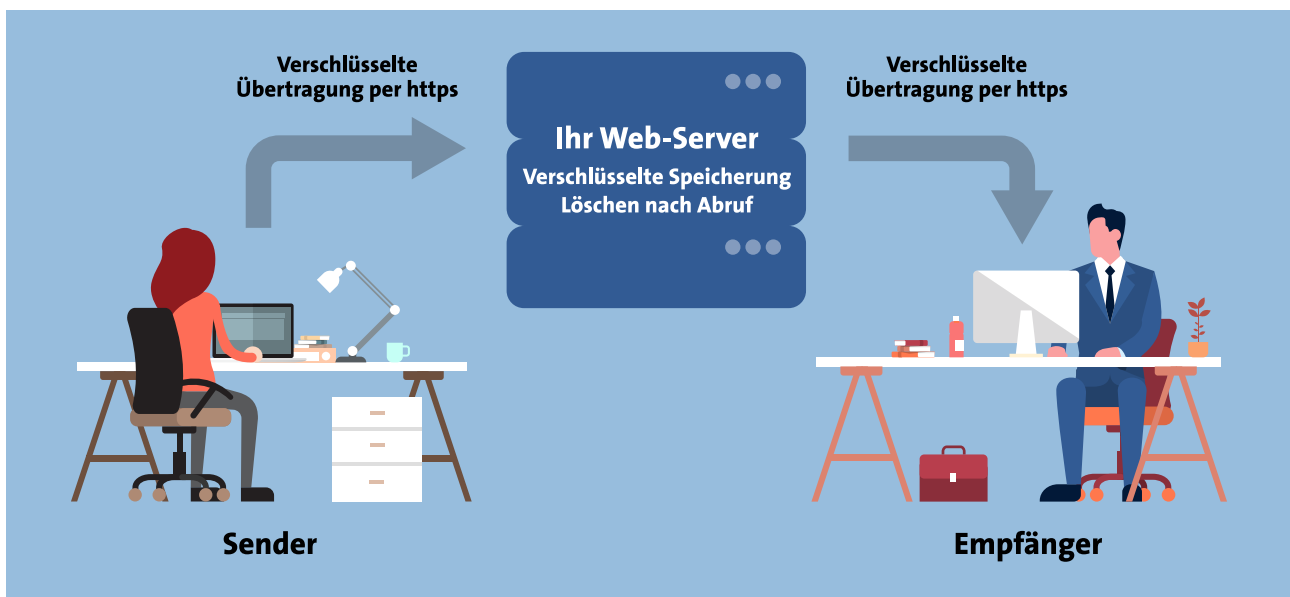 Verschlüsselte
Übertragung per https
Ihr Web-Server
Verschlüsselte Speicherung
Löschen nach Abruf
Verschlüsselte
Übertragung per https
Sender
Empfänger